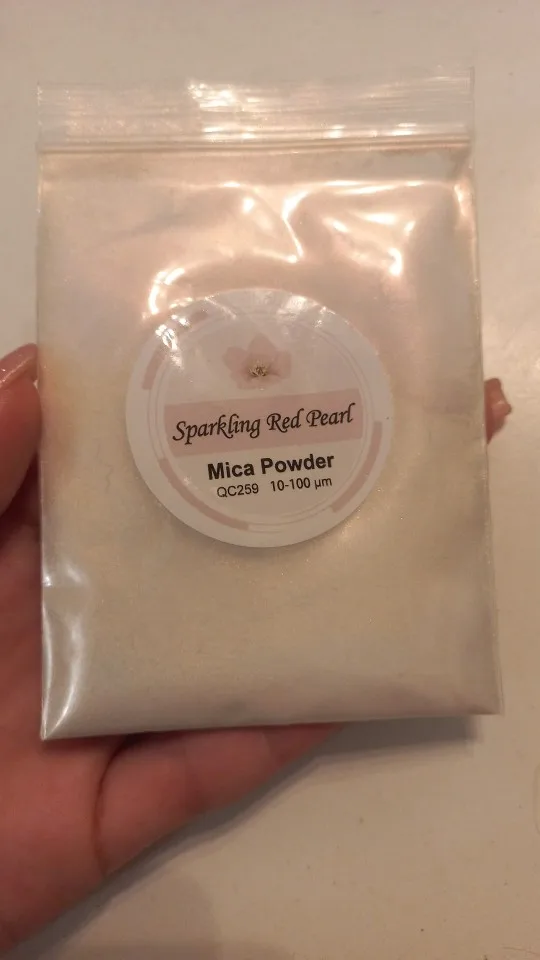 Sparkling Red Pearl
Mica Powder
QC259 10-100 µm